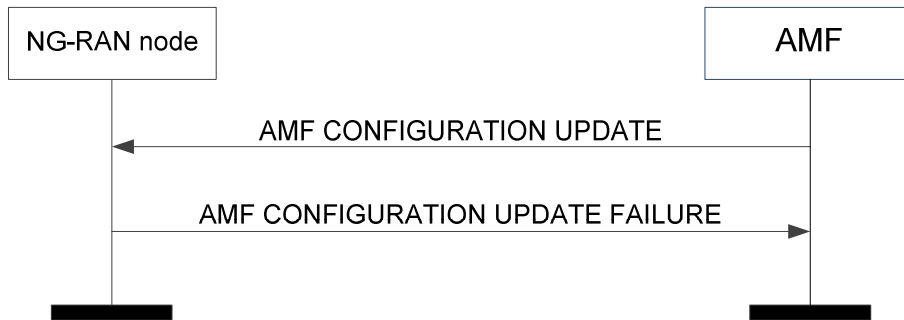 NG-RAN node
AMF
AMF CONFIGURATION UPDATE
AMF CONFIGURATION UPDATE FAILURE